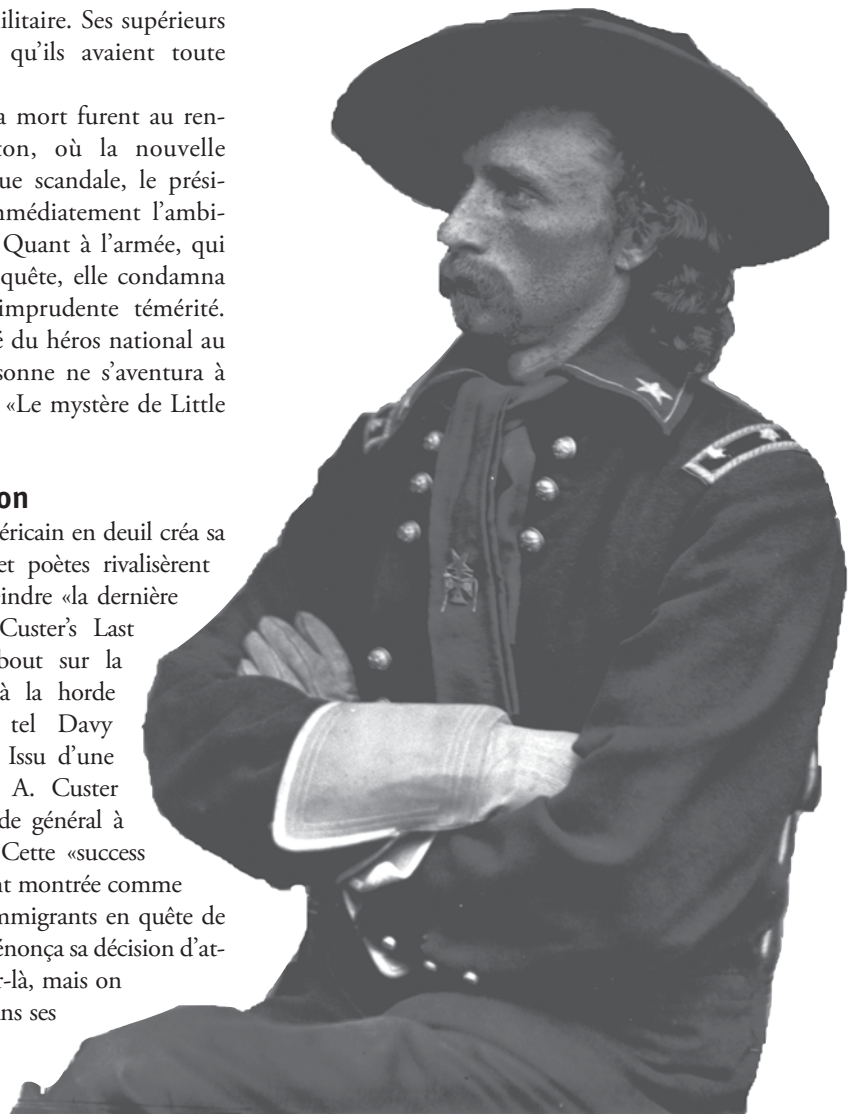 ilitaire. Ses supérieurs
qu'ils avaient toute
a mort furent au ren-
ton, où la nouvelle
ue scandale, le prési-
mmédiatement l'ambi-
Quant à l'armée, qui
quête, elle condamna
imprudente témérité.
é du héros national au
sonne ne s'aventura à
«Le mystère de Little
on
éricain en deuil créa sa
et poètes rivalisèrent
eindre «la dernière
Custer's Last
bout sur la
à la horde
tel Davy
Issu d'une
A. Custer
de général à
Cette «success
nt montrée comme
mmigrants en quête de
énonça sa décision d'at-
r-là, mais on
ns ses